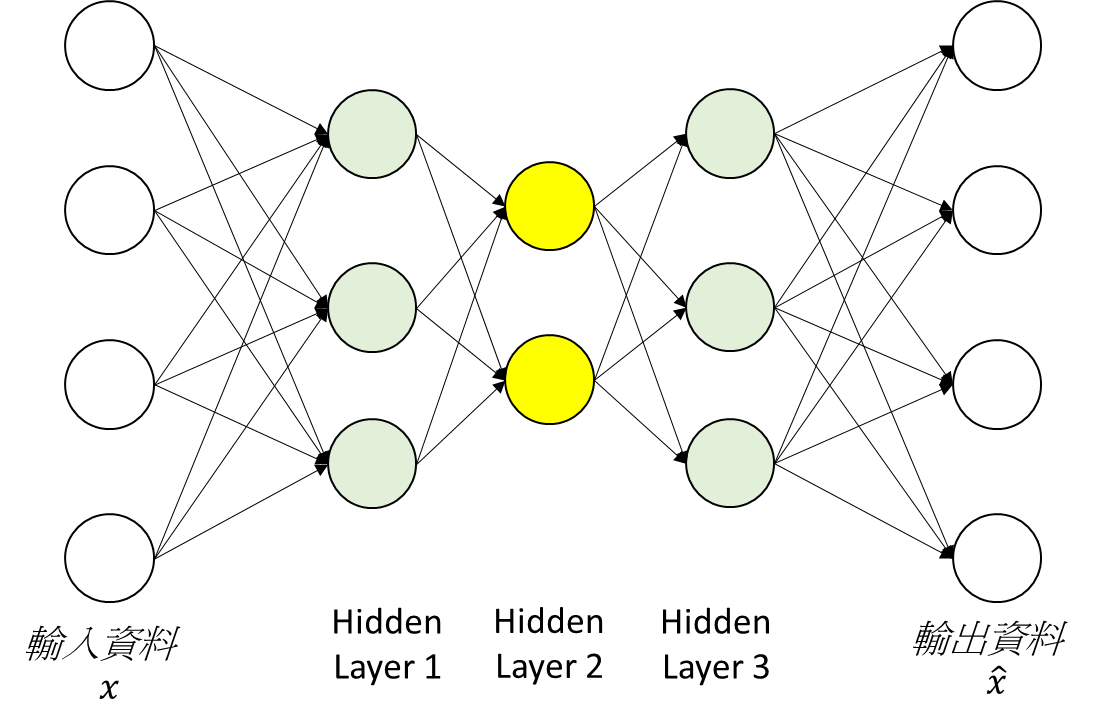 輸入資料
x
Hidden
Layer 1
Hidden
Layer 2
Hidden
Layer 3
輸出資料
x̂